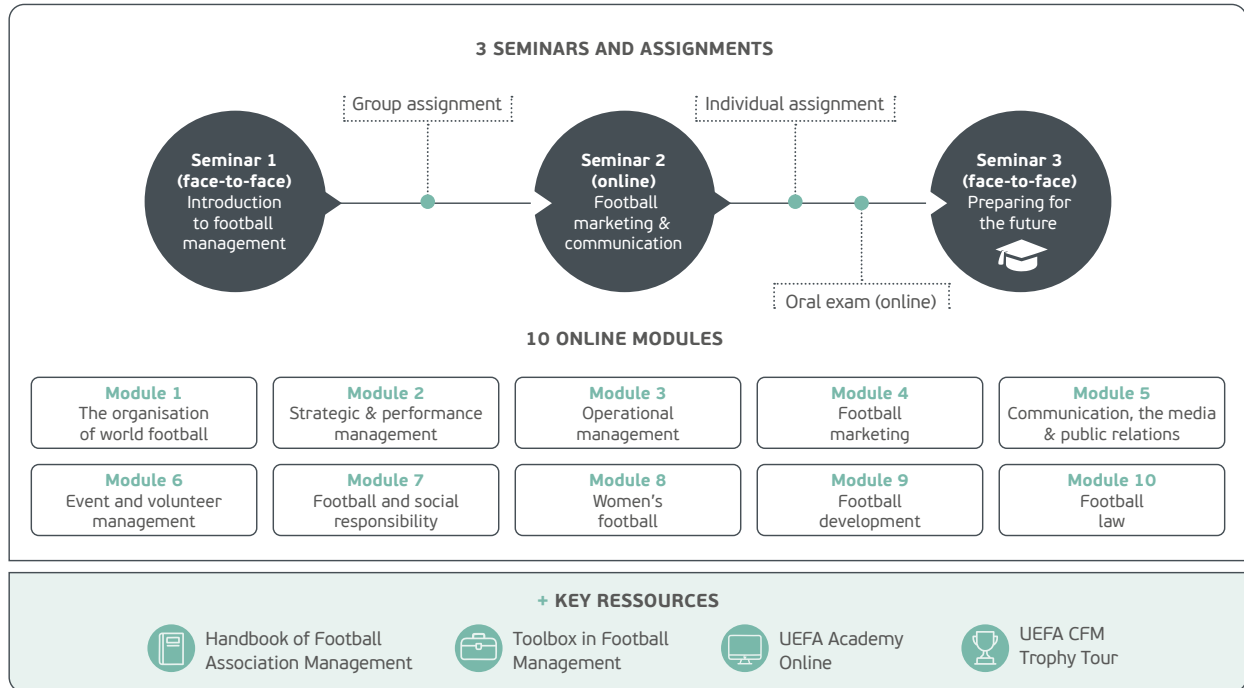 3 SEMINARS AND ASSIGNMENTS
Group assignment
Individual assignment
Seminar 1
(face-to-face)
Introduction
to football
management
Seminar 2
(online)
Football
marketing &
communication
Seminar 3
(face-to-face)
Preparing for
the future
Oral exam (online)
10 ONLINE MODULES
Module 1
The organisation
of world football
Module 2
Strategic & performance
management
Module 3
Operational
management
Module 4
Football
marketing
Module 5
Communication, the media
& public relations
Module 6
Event and volunteer
management
Module 7
Football and social
responsibility
Module 8
Women's
football
Module 9
Football
development
Module 10
Football
law
+ KEY RESSOURCES
Handbook of Football
Association Management
Toolbox in Football
Management
UEFA Academy
Online
UEFA CFM
Trophy Tour